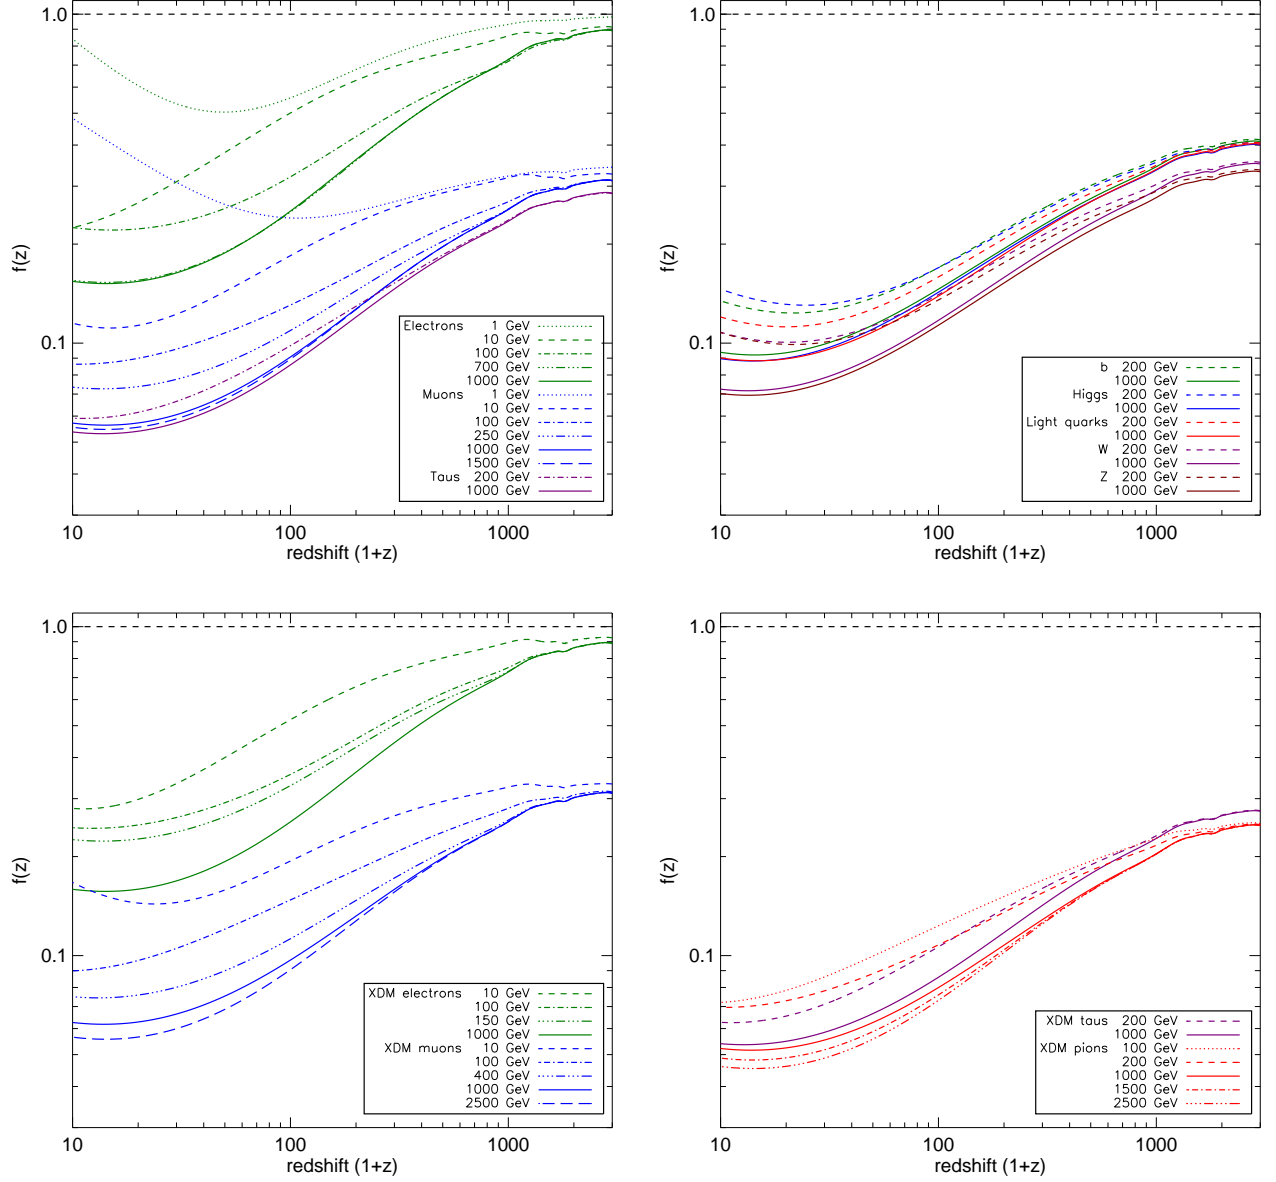 1.0
0.1
f(z)
10
100
1000
redshift (1+z)
Electrons 1 GeV
10 GeV
100 GeV
700 GeV
1000 GeV
Muons 1 GeV
10 GeV
100 GeV
250 GeV
1000 GeV
1500 GeV
Taus 200 GeV
1000 GeV
1.0
0.1
f(z)
10
100
1000
redshift (1+z)
b 200 GeV
1000 GeV
Higgs 200 GeV
1000 GeV
Light quarks 200 GeV
1000 GeV
W 200 GeV
1000 GeV
Z 200 GeV
1000 GeV
1.0
0.1
f(z)
10
100
1000
redshift (1+z)
XDM electrons 10 GeV
100 GeV
150 GeV
1000 GeV
XDM muons 10 GeV
100 GeV
400 GeV
1000 GeV
2500 GeV
1.0
0.1
f(z)
10
100
1000
redshift (1+z)
XDM taus 200 GeV
1000 GeV
XDM pions 100 GeV
200 GeV
1000 GeV
1500 GeV
2500 GeV